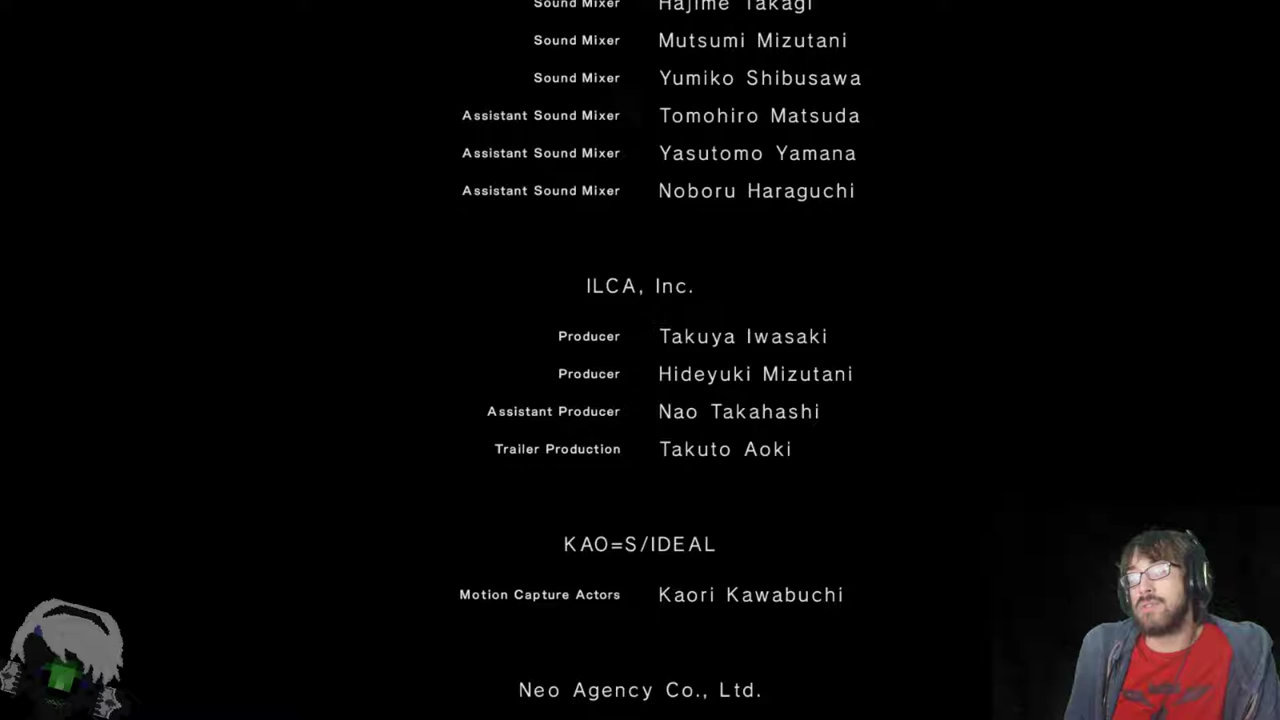 Sound Mixer Hajime Takagi
Sound Mixer Mutsumi Mizutani
Sound Mixer Yumiko Shibusawa
Assistant Sound Mixer Tomohiro Matsuda
Assistant Sound Mixer Yasutomo Yamana
Assistant Sound Mixer Noboru Haraguchi
ILCA, Inc.
Producer Takuya Iwasaki
Producer Hideyuki Mizutani
Assistant Producer Nao Takahashi
Trailer Production Takuto Aoki
KAO=S/IDEAL
Motion Capture Actors Kaori Kawabuchi
Neo Agency Co., Ltd.